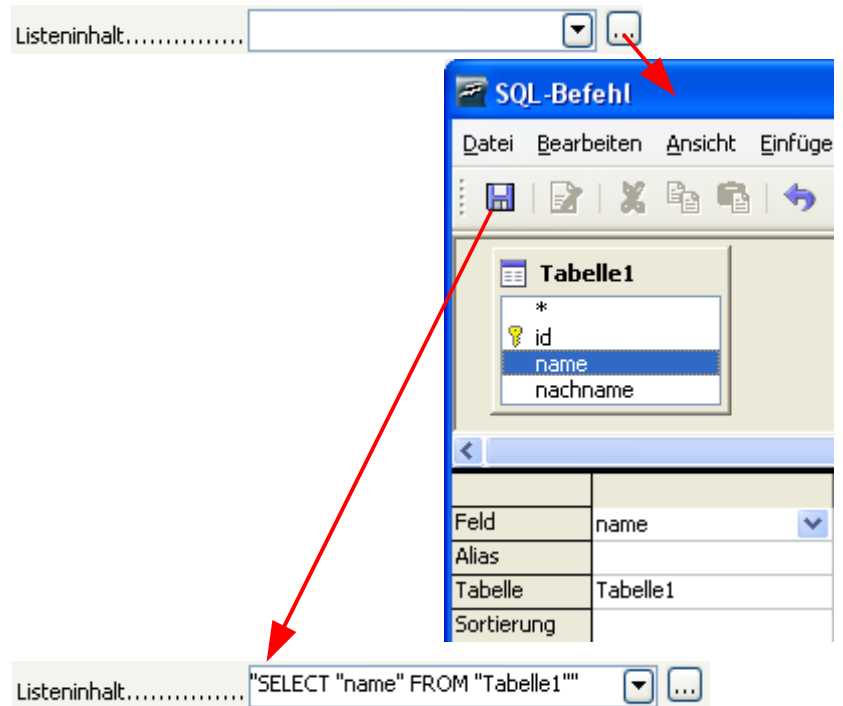 Listeninhalt............... ...
SQL-Befehl
Datei Bearbeiten Ansicht Einfüge
Tabelle1
*
id
name
nachname
Feld name
Alias
Tabelle Tabelle1
Sortierung
Listeninhalt............... "SELECT "name" FROM "Tabelle1"" ...